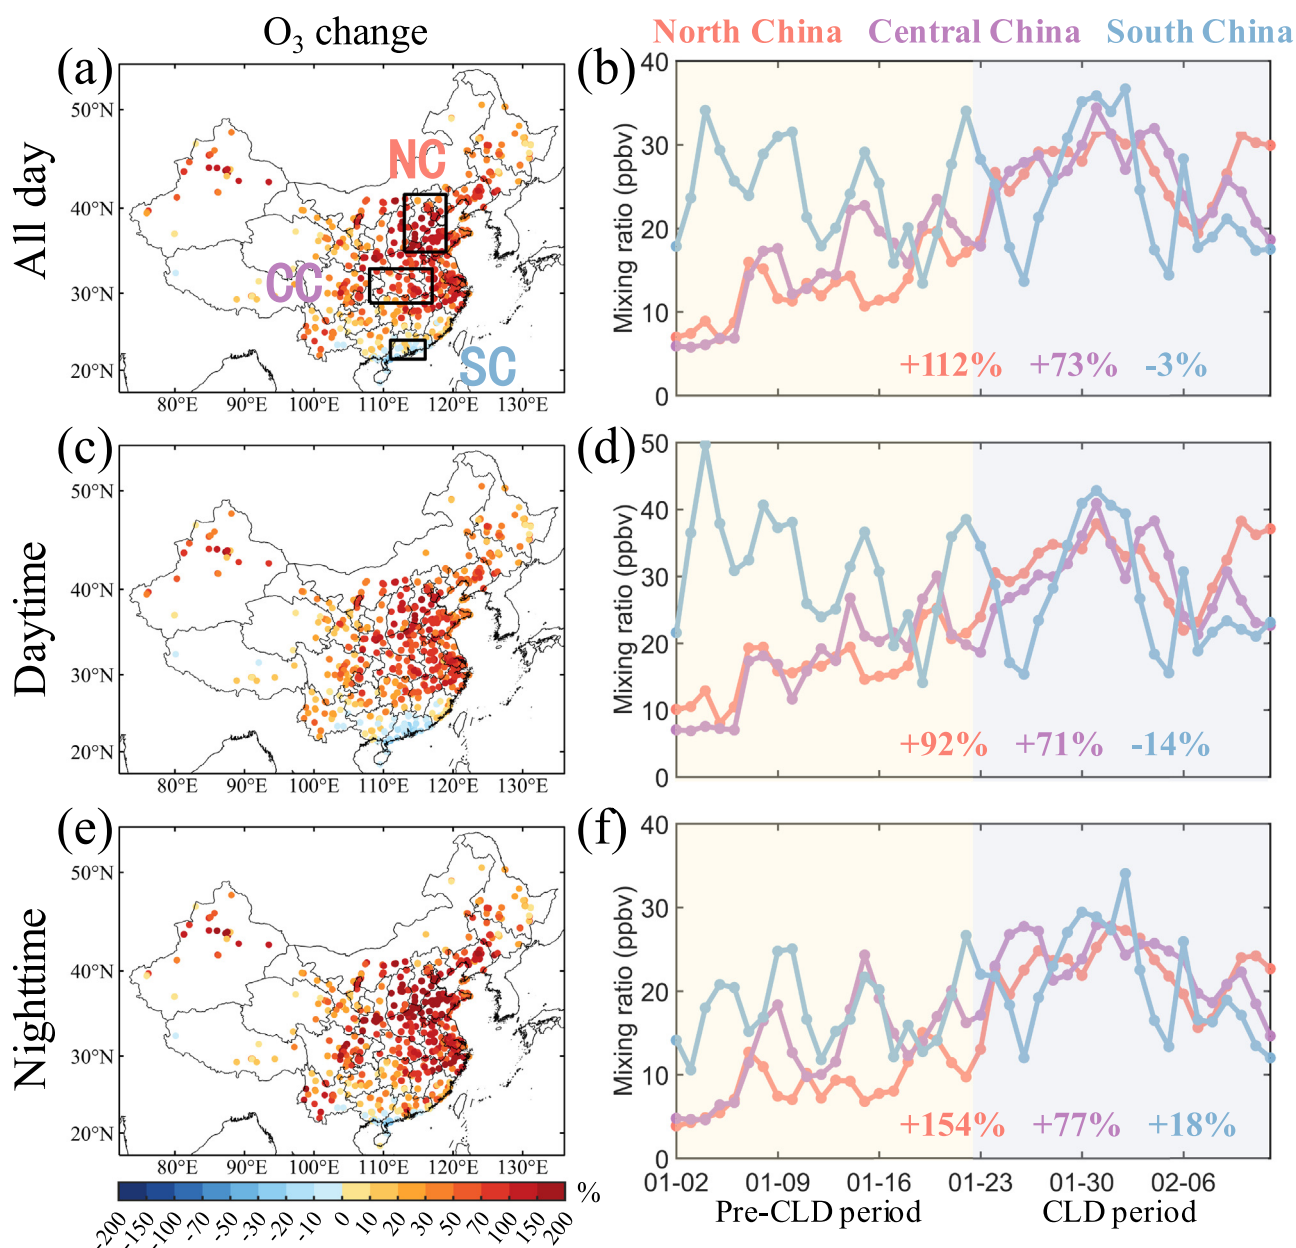 O3 change
North China Central China South China
All day
(a)
50°N
40°N
30°N
20°N
80°E 90°E 100°E 110°E 120°E 130°E
NC
CC
SC
(b)
Mixing ratio (ppbv)
40
30
20
10
0
+112% +73% -3%
Daytime
(c)
50°N
40°N
30°N
20°N
80°E 90°E 100°E 110°E 120°E 130°E
(d)
Mixing ratio (ppbv)
50
40
30
20
10
0
+92% +71% -14%
Nighttime
(e)
50°N
40°N
30°N
20°N
80°E 90°E 100°E 110°E 120°E 130°E
(f)
Mixing ratio (ppbv)
40
30
20
10
0
+154% +77% +18%
01-02 01-09 01-16 01-23 01-30 02-06
Pre-CLD period CLD period
%
-200 -150 -100 -70 -50 -30 -20 -10 0 10 20 30 50 70 100 150 200